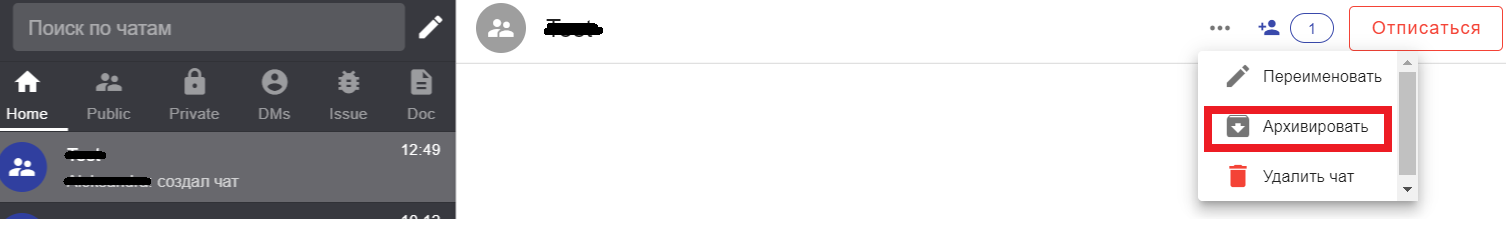 Поиск по чатам
Home Public Private DMs Issue Doc
12:49
создал чат
1 Отписаться
Переименовать
Архивировать
Удалить чат